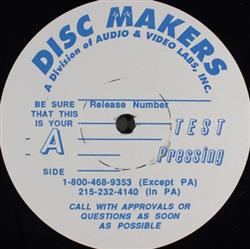 DISC MAKERS
A Division of AUDIO & VIDEO LABS, INC.
BE SURE
THAT THIS
IS YOUR
Release Number
A
SIDE
TEST
Pressing
1-800-468-9353 (Except PA)
215-232-4140 (in PA)
CALL WITH APPROVALS OR
QUESTIONS AS SOON
AS POSSIBLE